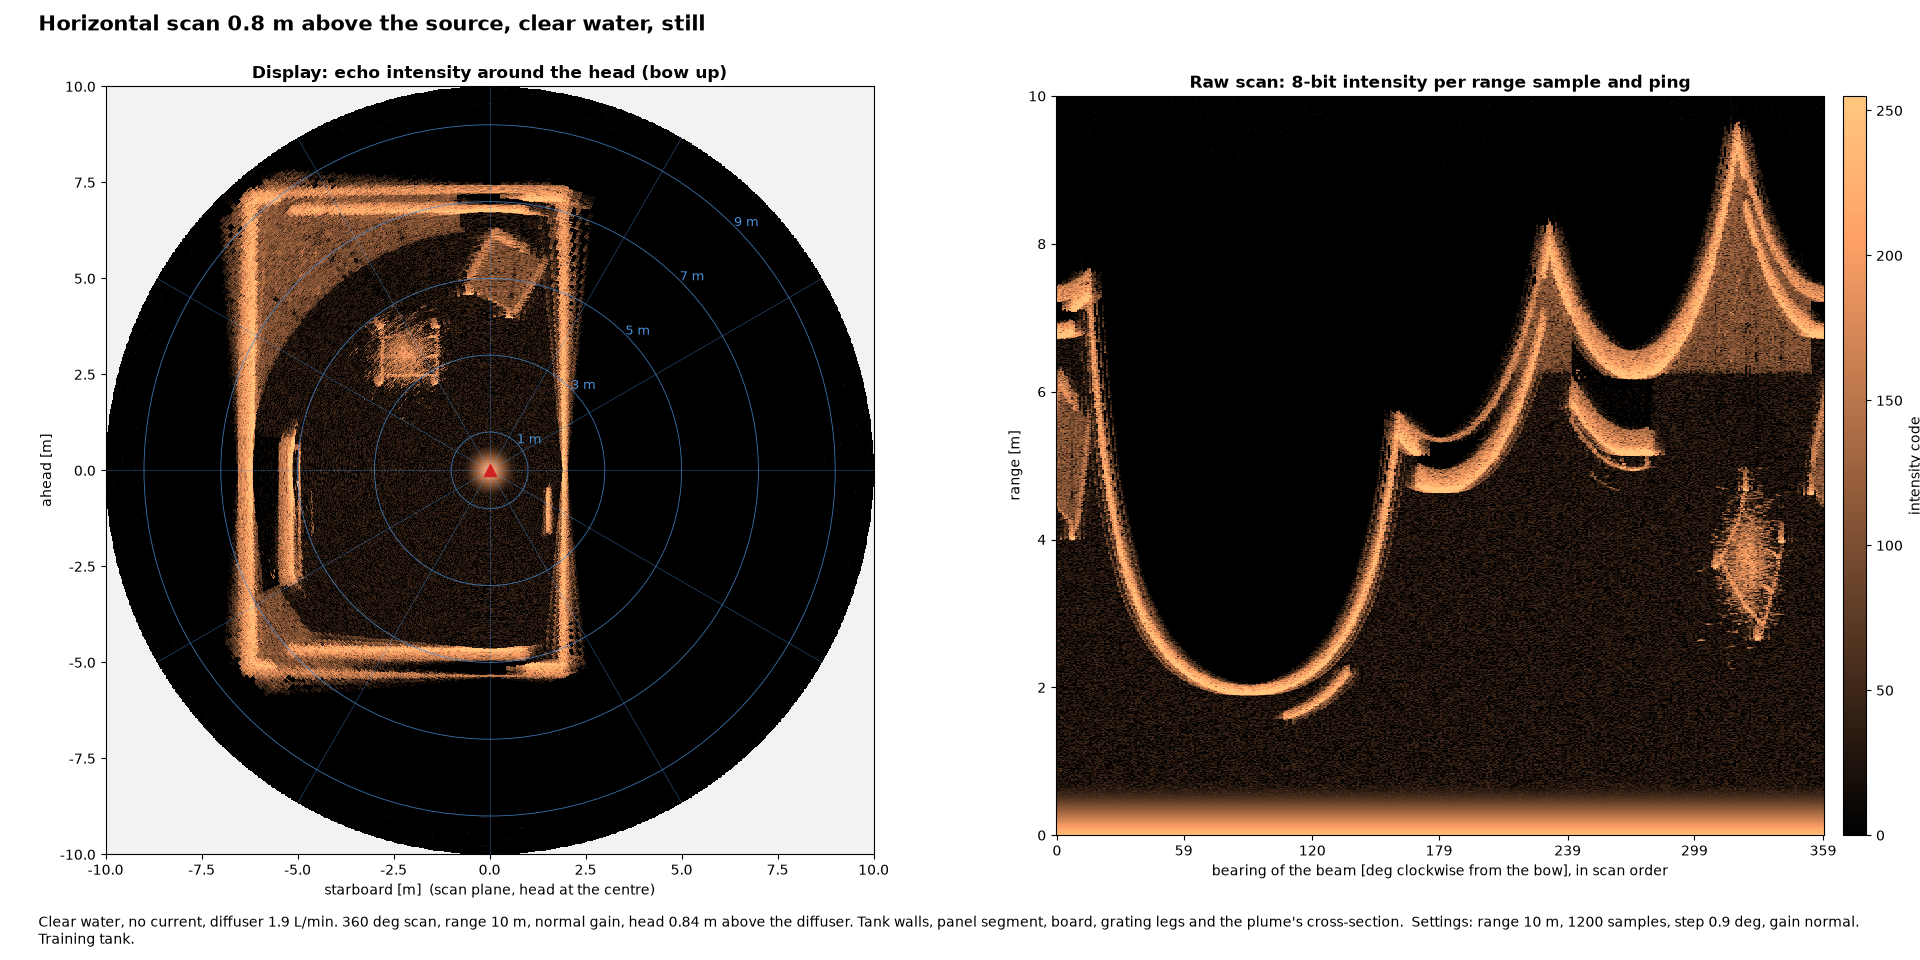 Horizontal scan 0.8 m above the source, clear water, still
Display: echo intensity around the head (bow up)
10.0
7.5
5.0
2.5
0.0
-2.5
-5.0
-7.5
-10.0
ahead [m]
9 m
7 m
5 m
3 m
1 m
-10.0 -7.5 -5.0 -2.5 0.0 2.5 5.0 7.5 10.0
starboard [m] (scan plane, head at the centre)
Raw scan: 8-bit intensity per range sample and ping
10
8
6
4
2
0
range [m]
0 59 120 179 239 299 359
bearing of the beam [deg clockwise from the bow], in scan order
250
200
150
100
50
0
intensity code
Clear water, no current, diffuser 1.9 L/min. 360 deg scan, range 10 m, normal gain, head 0.84 m above the diffuser. Tank walls, panel segment, board, grating legs and the plume's cross-section. Settings: range 10 m, 1200 samples, step 0.9 deg, gain normal.
Training tank.